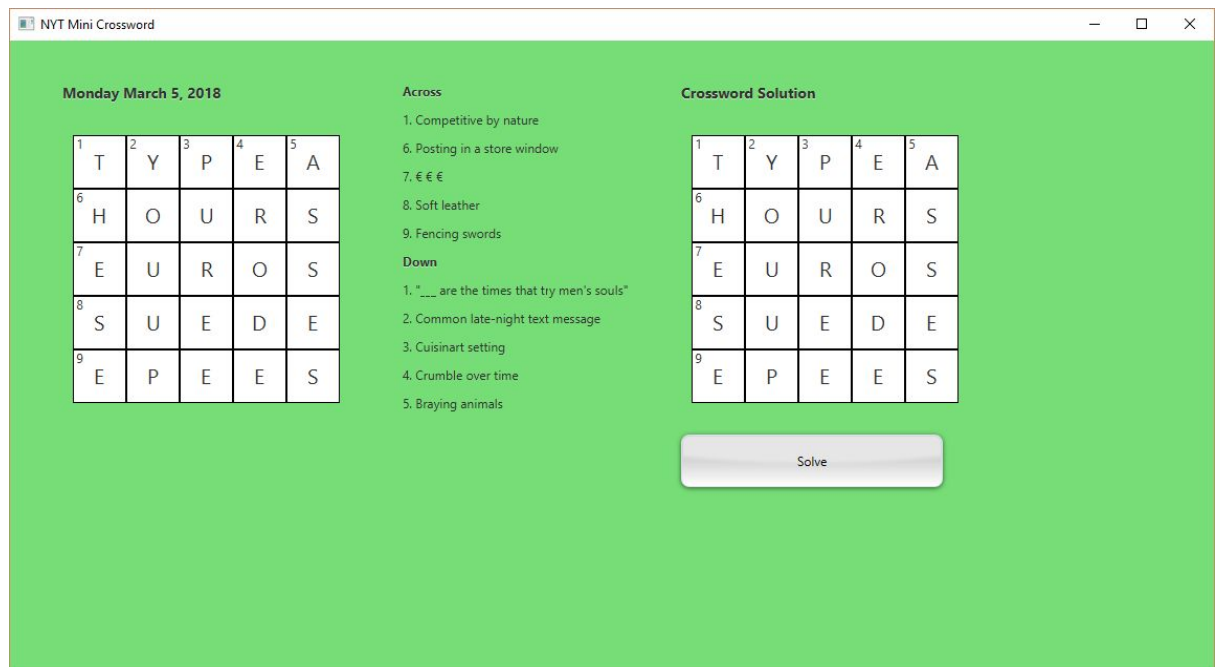 NYT Mini Crossword
Monday March 5, 2018
1 T 2 Y 3 P 4 E 5 A
6 H O U R S
7 E U R O S
8 S U E D E
9 E P E E S
Across
1. Competitive by nature
6. Posting in a store window
7. € € €
8. Soft leather
9. Fencing swords
Down
1. "___ are the times that try men's souls"
2. Common late-night text message
3. Cuisinart setting
4. Crumble over time
5. Braying animals
Crossword Solution
1 T 2 Y 3 P 4 E 5 A
6 H O U R S
7 E U R O S
8 S U E D E
9 E P E E S
Solve